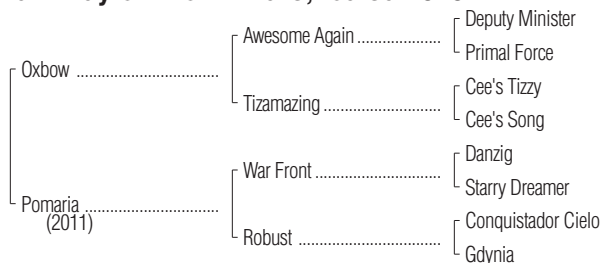 Deputy Minister
Awesome Again ........................
Primal Force
Oxbow ........................................
Cee's Tizzy
Tizamazing ..............................
Cee's Song
Danzig
War Front .................................
Starry Dreamer
Pomaria ......................................
(2011)
Conquistador Cielo
Robust .....................................
Gdynia